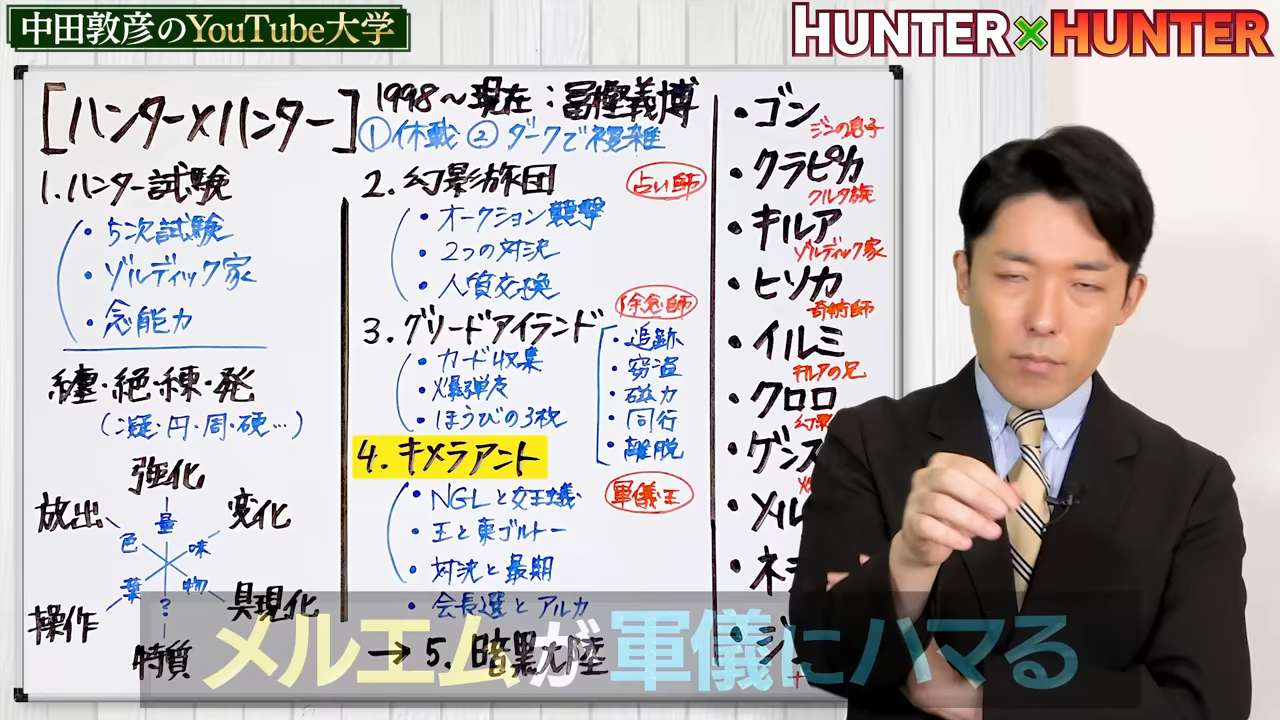 中田敦彦のYouTube大学
HUNTER×HUNTER
[ハンター×ハンター]
1998〜現在：冨樫義博
①休載 ②ダークで複雑
1.ハンター試験
・5次試験
・ゾルディック家
・念能力
纏・絶・練・発
(凝・円・周・硬…)
強化
放出
変化
量
色
味
葉
物
?
操作
具現化
特質
2.幻影旅団
占い師
・オークション襲撃
・2つの対決
・人質交換
除念師
3.グリードアイランド
・カード収集
・爆弾魔
・ほうびの3枚
・追跡
・窃盗
・磁力
・同行
・離脱
4.キメラアント
・NGLと女王蟻
軍儀王
・王と東ゴルトー
・対決と最期
・会長選とアルカ
→5.暗黒大陸
・ゴン
ジンの息子
・クラピカ
クルタ族
・キルア
ゾルディック家
・ヒソカ
奇術師
・イルミ
キルアの兄
・クロロ
幻影
・ゲンス
・メル
・ネテ
・ジン
メルエムが軍儀にハマる